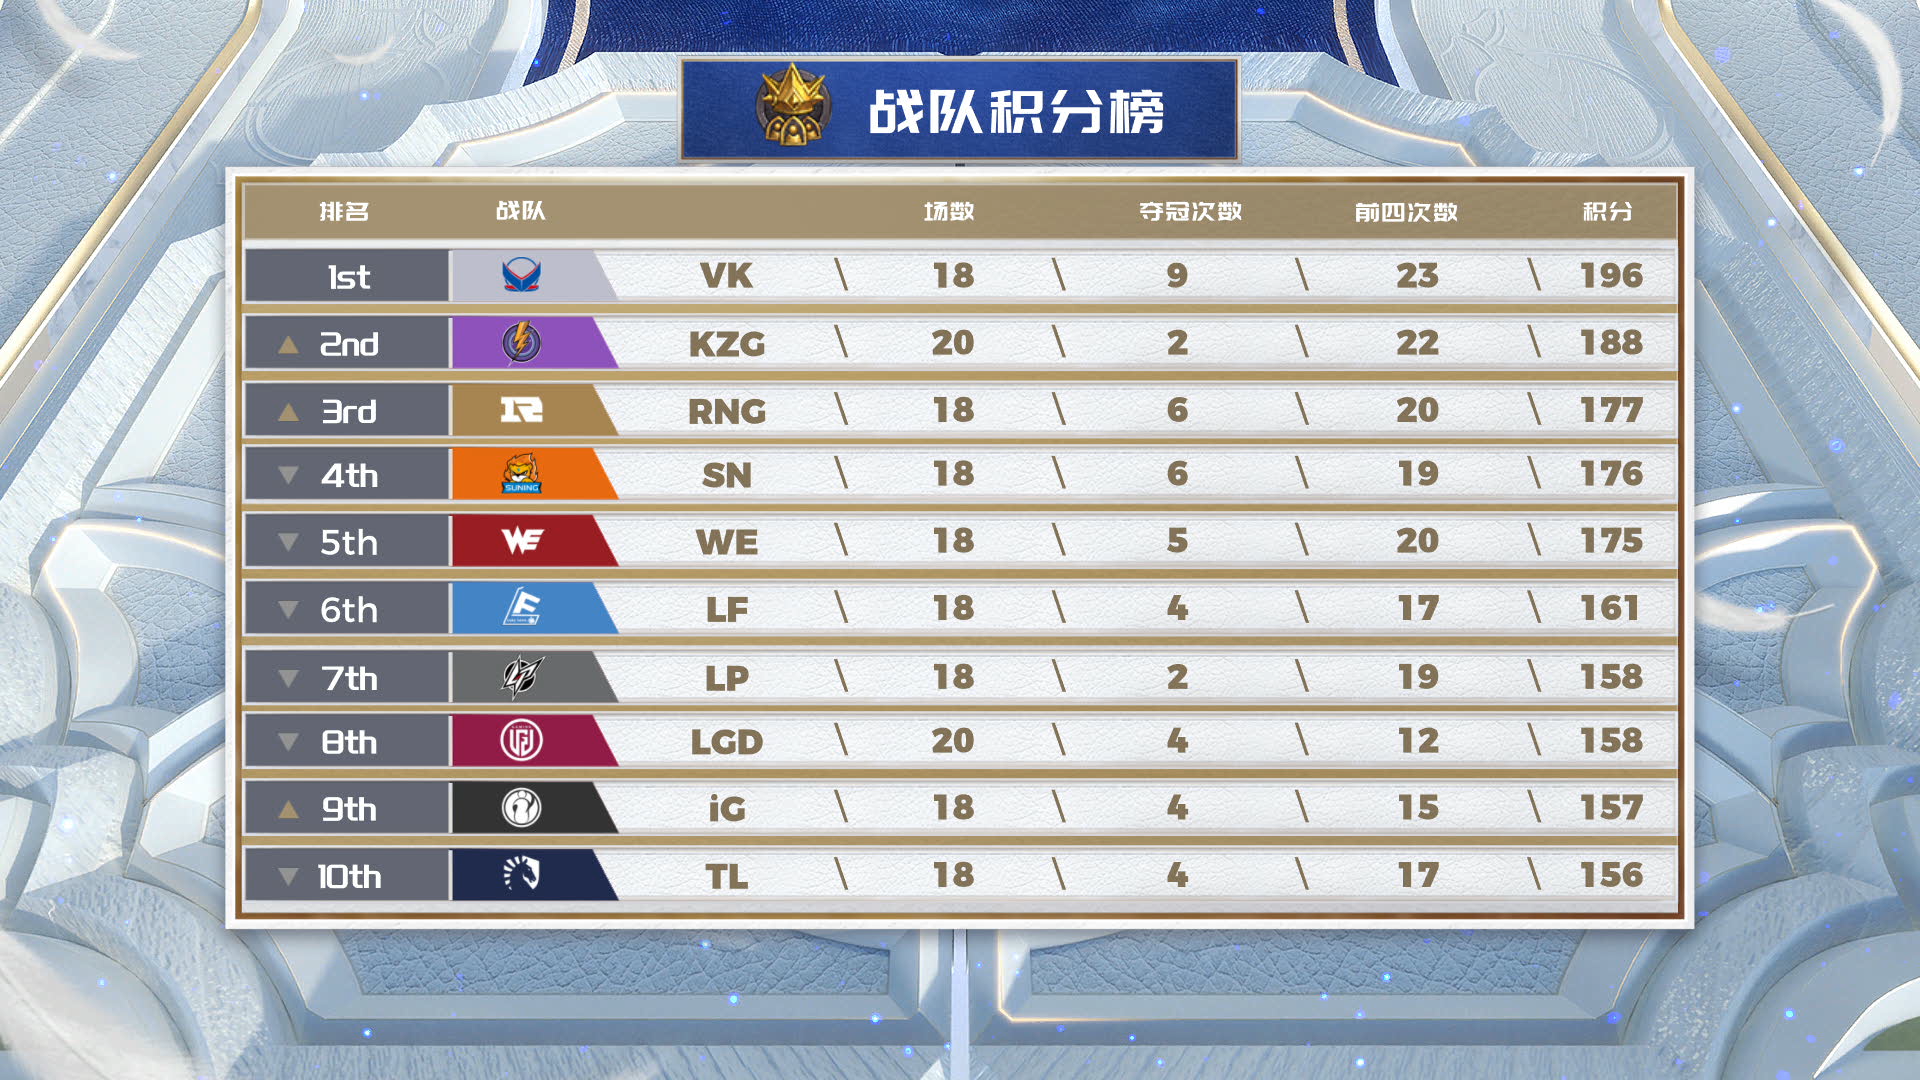 战队积分榜
排名 战队 场数 夺冠次数 前四次数 积分
1st VK \ 18 \ 9 \ 23 \ 196
2nd KZG \ 20 \ 2 \ 22 \ 188
3rd RNG \ 18 \ 6 \ 20 \ 177
4th SUNING SN \ 18 \ 6 \ 19 \ 176
5th WE WE \ 18 \ 5 \ 20 \ 175
6th LF \ 18 \ 4 \ 17 \ 161
7th LP LP \ 18 \ 2 \ 19 \ 158
8th LGD \ 20 \ 4 \ 12 \ 158
9th iG \ 18 \ 4 \ 15 \ 157
10th TL \ 18 \ 4 \ 17 \ 156